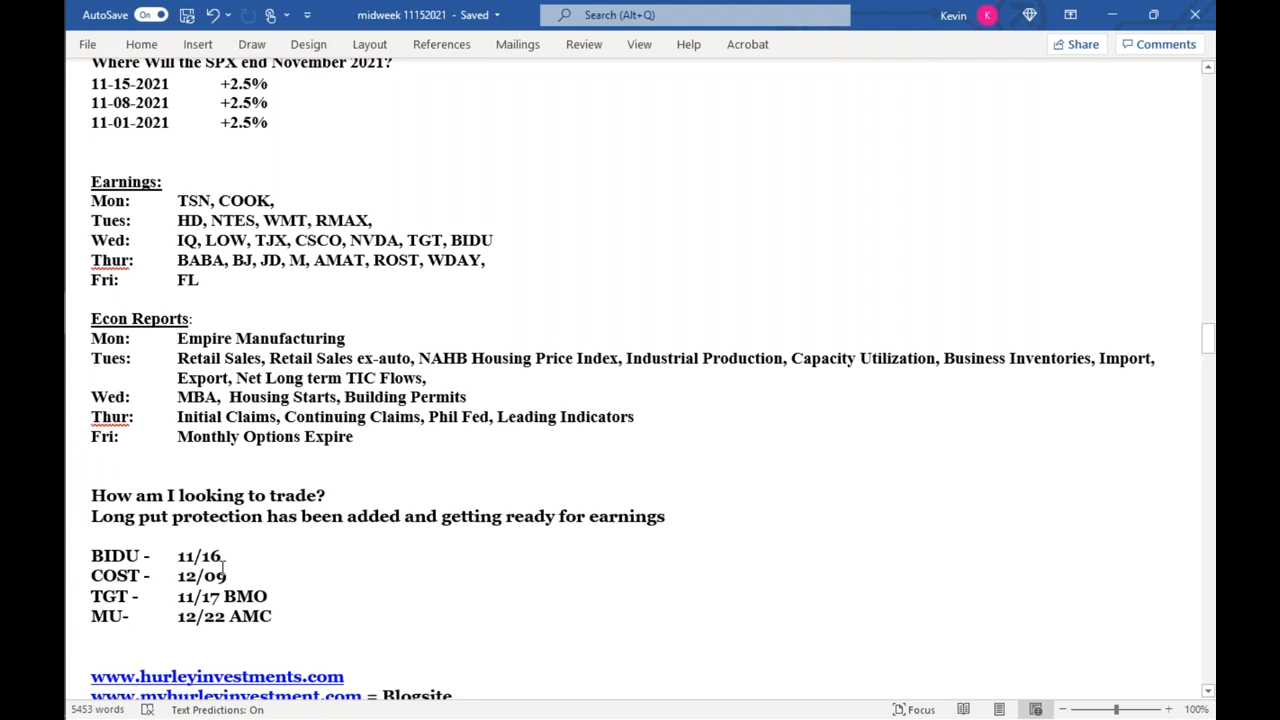 AutoSave On midweek 11152021 - Saved Search (Alt+Q) Kevin K
File Home Insert Draw Design Layout References Mailings Review View Help Acrobat Share Comments
Where Will the SPX end November 2021?
11-15-2021 +2.5%
11-08-2021 +2.5%
11-01-2021 +2.5%
Earnings:
Mon: TSN, COOK,
Tues: HD, NTES, WMT, RMAX,
Wed: IQ, LOW, TJX, CSCO, NVDA, TGT, BIDU
Thur: BABA, BJ, JD, M, AMAT, ROST, WDAY,
Fri: FL
Econ Reports:
Mon: Empire Manufacturing
Tues: Retail Sales, Retail Sales ex-auto, NAHB Housing Price Index, Industrial Production, Capacity Utilization, Business Inventories, Import,
Export, Net Long term TIC Flows,
Wed: MBA, Housing Starts, Building Permits
Thur: Initial Claims, Continuing Claims, Phil Fed, Leading Indicators
Fri: Monthly Options Expire
How am I looking to trade?
Long put protection has been added and getting ready for earnings
BIDU - 11/16
COST - 12/09
TGT - 11/17 BMO
MU- 12/22 AMC
www.hurleyinvestments.com
www.myhurleyinvestment.com = Blogsite
5453 words Text Predictions: On Focus 100%